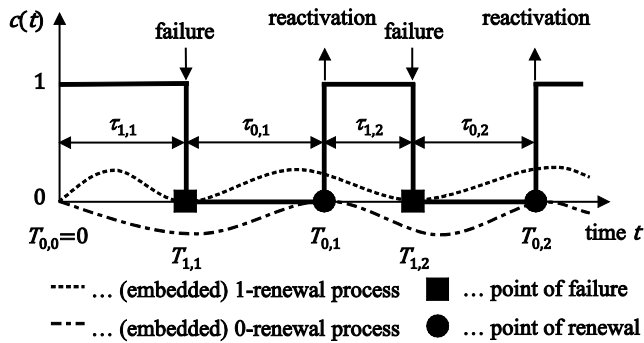 c(t)
failure
reactivation
failure
reactivation
1
τ1,1
τ0,1
τ1,2
τ0,2
0
T0,0=0
T1,1
T0,1
T1,2
T0,2
time t
… (embedded) 1-renewal process
… point of failure
… (embedded) 0-renewal process
… point of renewal